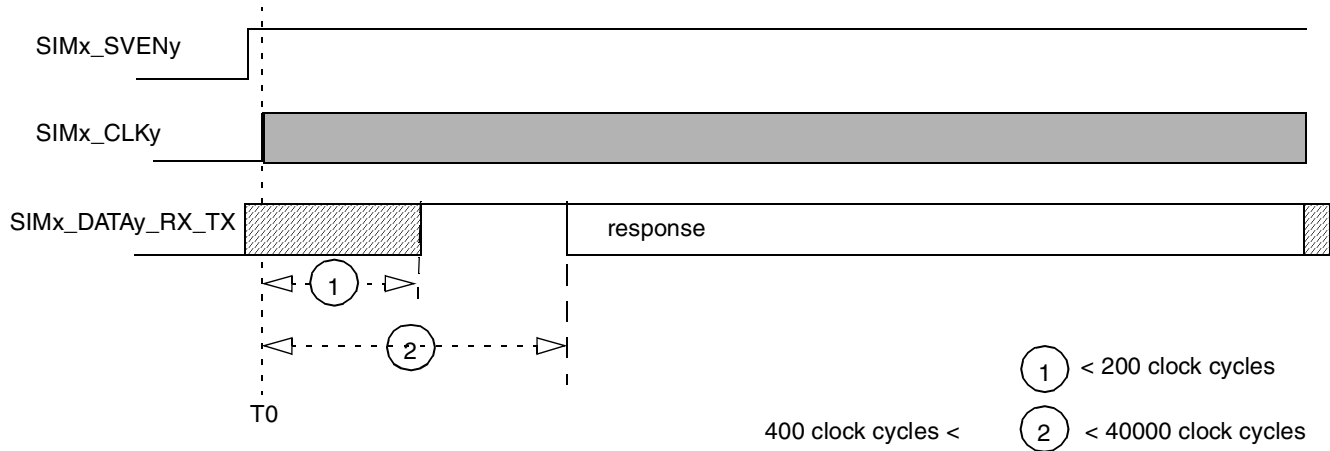 SIMx_SVENy
SIMx_CLKy
SIMx_DATAy_RX_TX
response
1
2
T0
1 < 200 clock cycles
400 clock cycles < 2 < 40000 clock cycles